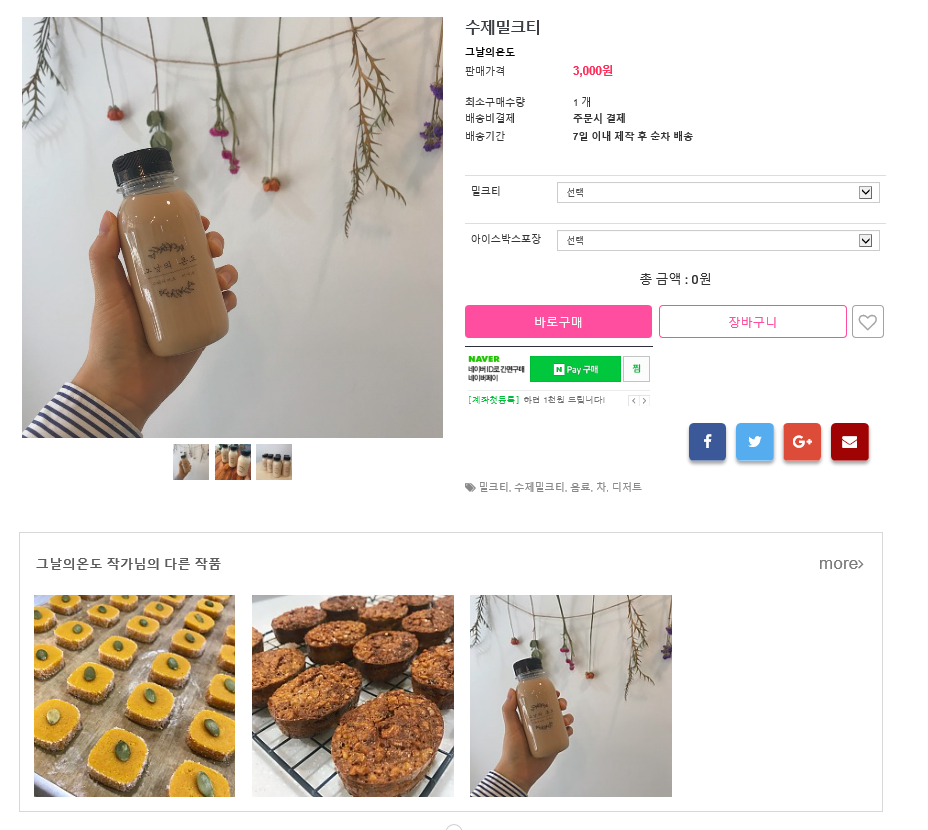 수제밀크티
그날의온도
판매가격 3,000원
최소구매수량 1 개
배송비결제 주문시 결제
배송기간 7일 이내 제작 후 순차 배송
밀크티 선택
아이스박스포장 선택
총 금액 : 0원
바로구매 장바구니
NAVER
네이버ID로 간편구매
네이버페이
N Pay 구매 찜
[계좌첫등록] 하면 1천원 드립니다!
f G+
밀크티, 수제밀크티, 음료, 차, 디저트
그날의 온도
그날의온도 작가님의 다른 작품 more›